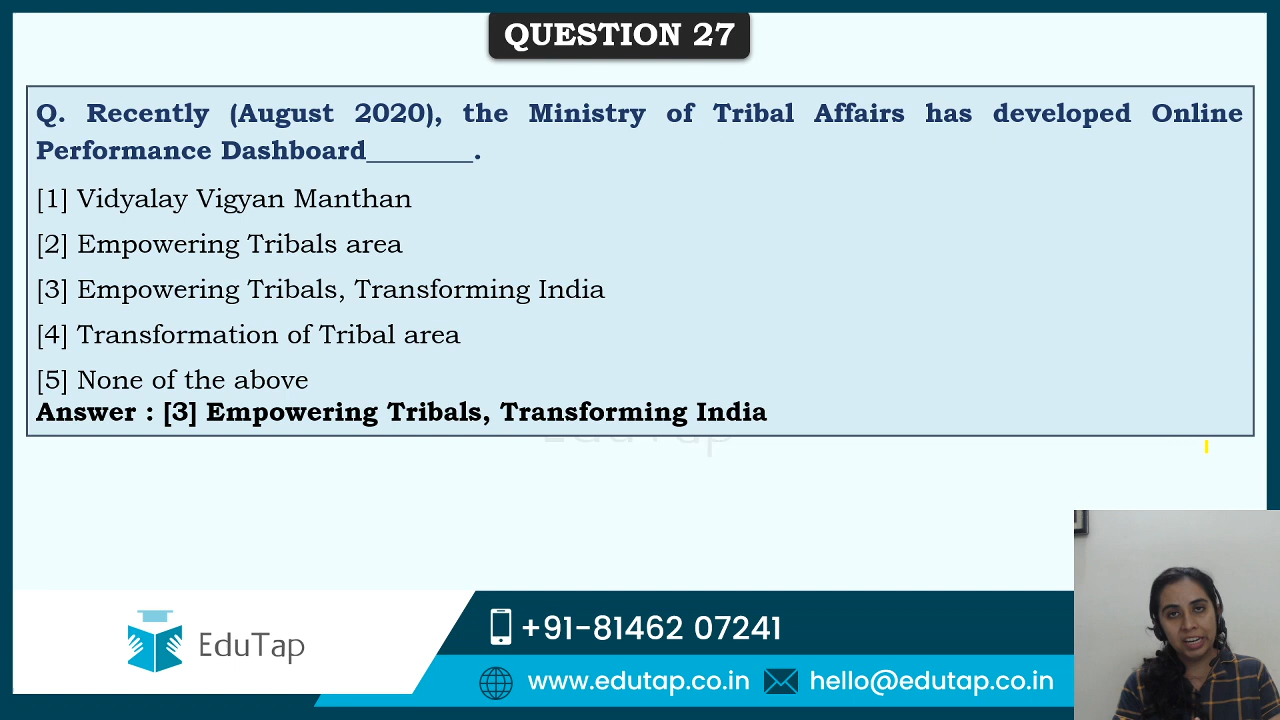 QUESTION 27
Q. Recently (August 2020), the Ministry of Tribal Affairs has developed Online
Performance Dashboard________.
[1] Vidyalay Vigyan Manthan
[2] Empowering Tribals area
[3] Empowering Tribals, Transforming India
[4] Transformation of Tribal area
[5] None of the above
Answer : [3] Empowering Tribals, Transforming India
EduTap
EduTap
+91-81462 07241
www.edutap.co.in
hello@edutap.co.in